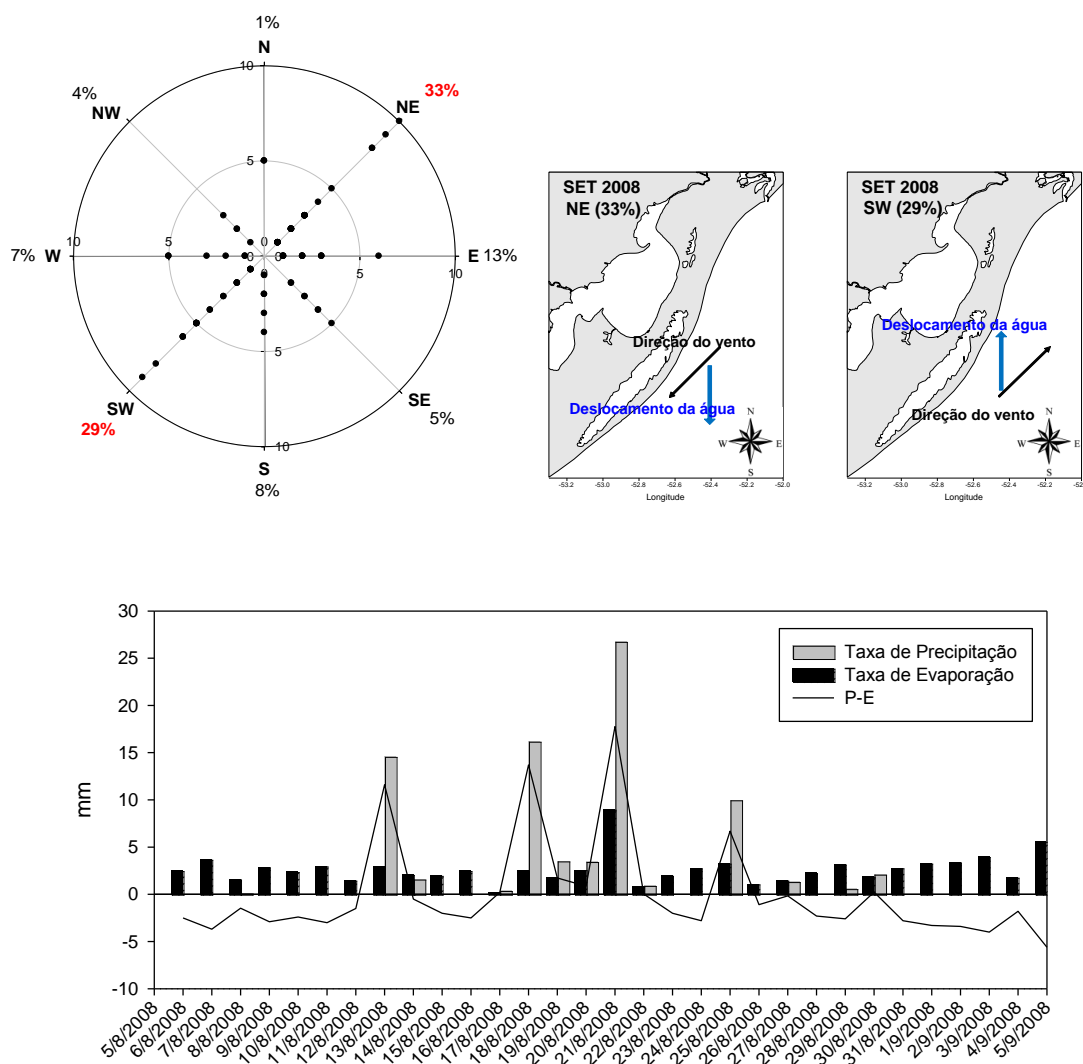 1%
N
10
4%
NW
33%
NE
5
0
7% W
10
5
0
5
10
E 13%
5
10
SW
29%
SE
5%
S
8%
SET 2008
NE (33%)
Direção do vento
Deslocamento da água
N
W
E
S
-53.2 -53.0 -52.8 -52.6 -52.4 -52.2 -52.0
Longitude
SET 2008
SW (29%)
Deslocamento da água
Direção do vento
N
W
E
S
-53.2 -53.0 -52.8 -52.6 -52.4 -52.2
Longitude
30
25
20
15
10
5
0
-5
-10
mm
Taxa de Precipitação
Taxa de Evaporação
P-E
5/8/2008
6/8/2008
7/8/2008
8/8/2008
9/8/2008
10/8/2008
11/8/2008
12/8/2008
13/8/2008
14/8/2008
15/8/2008
16/8/2008
17/8/2008
18/8/2008
19/8/2008
20/8/2008
21/8/2008
22/8/2008
23/8/2008
24/8/2008
25/8/2008
26/8/2008
27/8/2008
28/8/2008
29/8/2008
30/8/2008
31/8/2008
1/9/2008
2/9/2008
3/9/2008
4/9/2008
5/9/2008